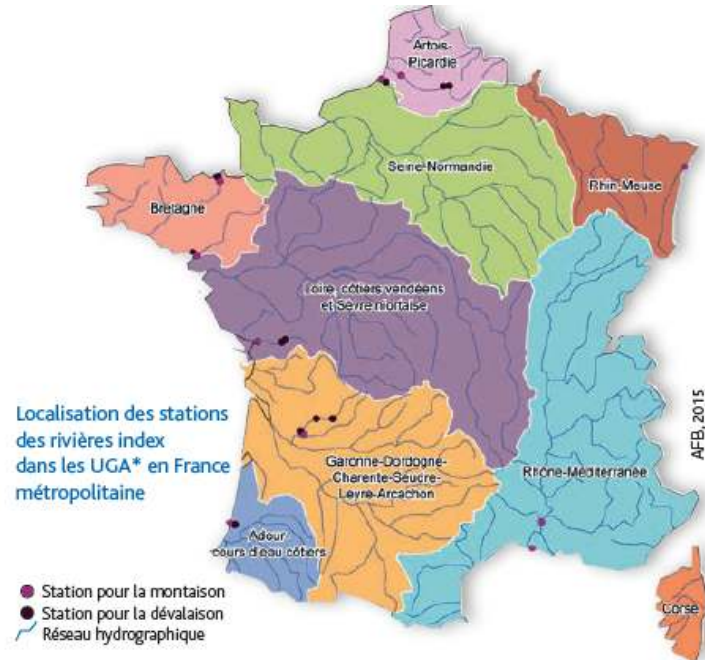 Artois-
Picardie
Seine-Normandie
Rhin-Meuse
Bretagne
Loire, côtiers vendéens
et Sèvre niortaise
Localisation des stations
des rivières index
dans les UGA* en France
métropolitaine
Garonne-Dordogne-
Charente-Seudre-
Leyre-Arcachon
Rhône-Méditerranée
AFB, 2015
Adour
cours d'eau côtiers
Corse
Station pour la montaison
Station pour la dévalaison
Réseau hydrographique